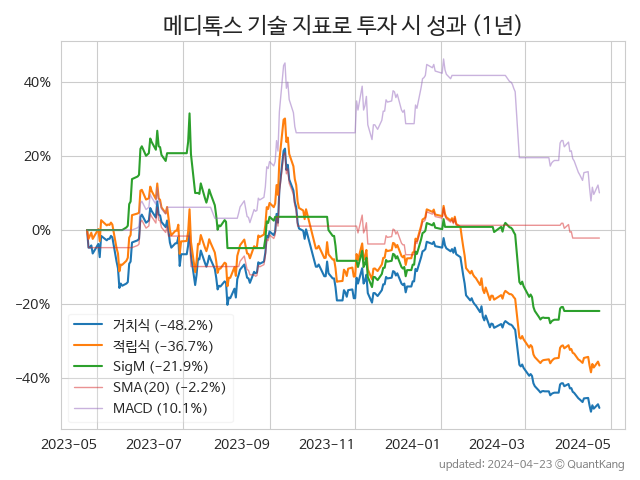 메디톡스 기술 지표로 투자 시 성과 (1년)
40%
20%
0%
−20%
−40%
거치식 (−48.2%)
적립식 (−36.7%)
SigM (−21.9%)
SMA(20) (−2.2%)
MACD (10.1%)
2023-05 2023-07 2023-09 2023-11 2024-01 2024-03 2024-05
updated: 2024-04-23 ⓒ QuantKang